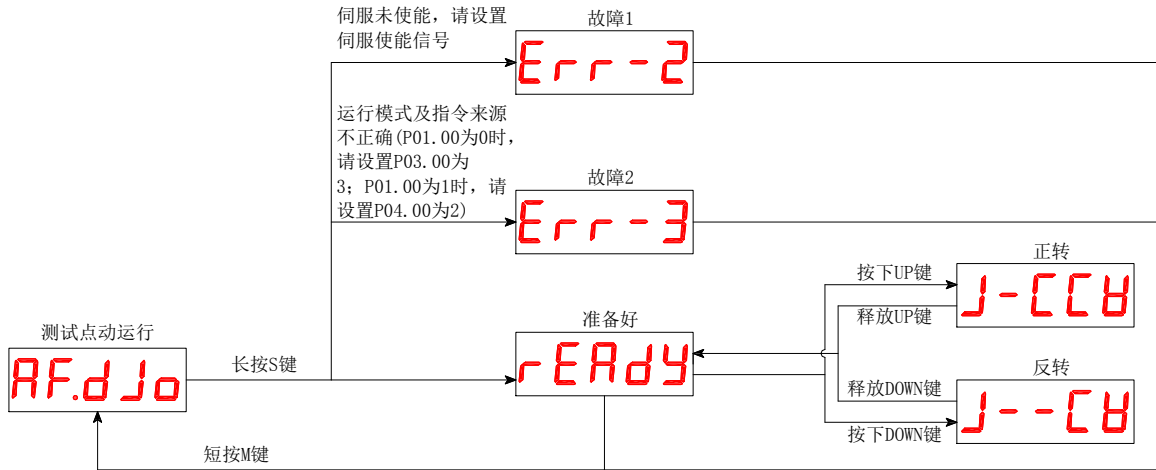 伺服未使能，请设置
伺服使能信号
故障1
Err-2
运行模式及指令来源
不正确(P01.00为0时，
请设置P03.00为
3；P01.00为1时，请
设置P04.00为2)
故障2
Err-3
正转
按下UP键
J-CCW
释放UP键
测试点动运行
准备好
AF.dJo
长按S键
rEAdy
反转
释放DOWN键
J--CW
按下DOWN键
短按M键